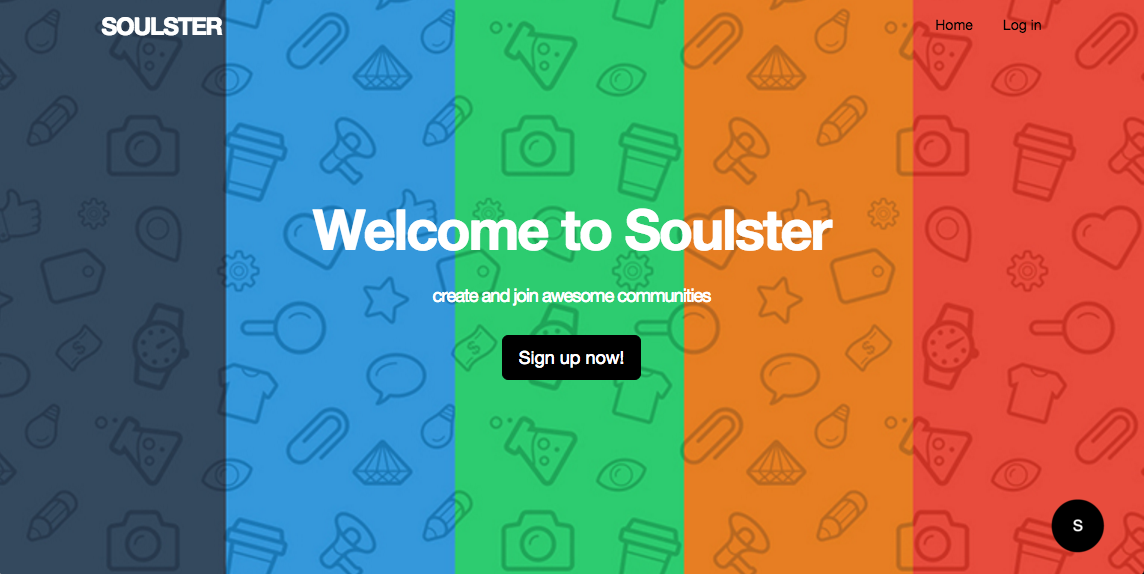 SOULSTER
Home
Log in
Welcome to Soulster
create and join awesome communities
Sign up now!
S
$